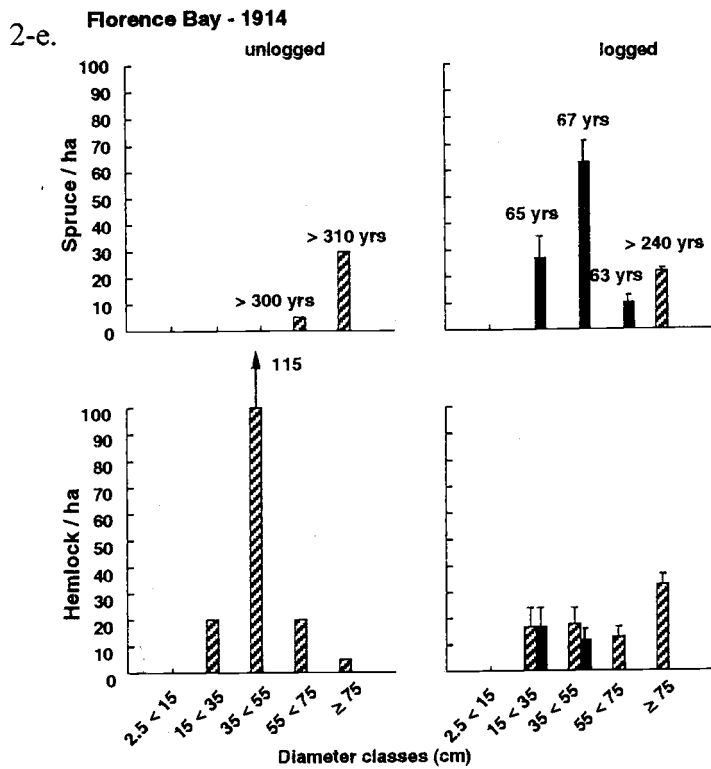 2-e.
Florence Bay - 1914
unlogged
logged
Spruce / ha
100
90
80
70
60
50
40
30
20
10
0
> 300 yrs
> 310 yrs
65 yrs
67 yrs
63 yrs
> 240 yrs
Hemlock / ha
100
90
80
70
60
50
40
30
20
10
0
115
2.5 < 15
15 < 35
35 < 55
55 < 75
≥ 75
2.5 < 15
15 < 35
35 < 55
55 < 75
≥ 75
Diameter classes (cm)